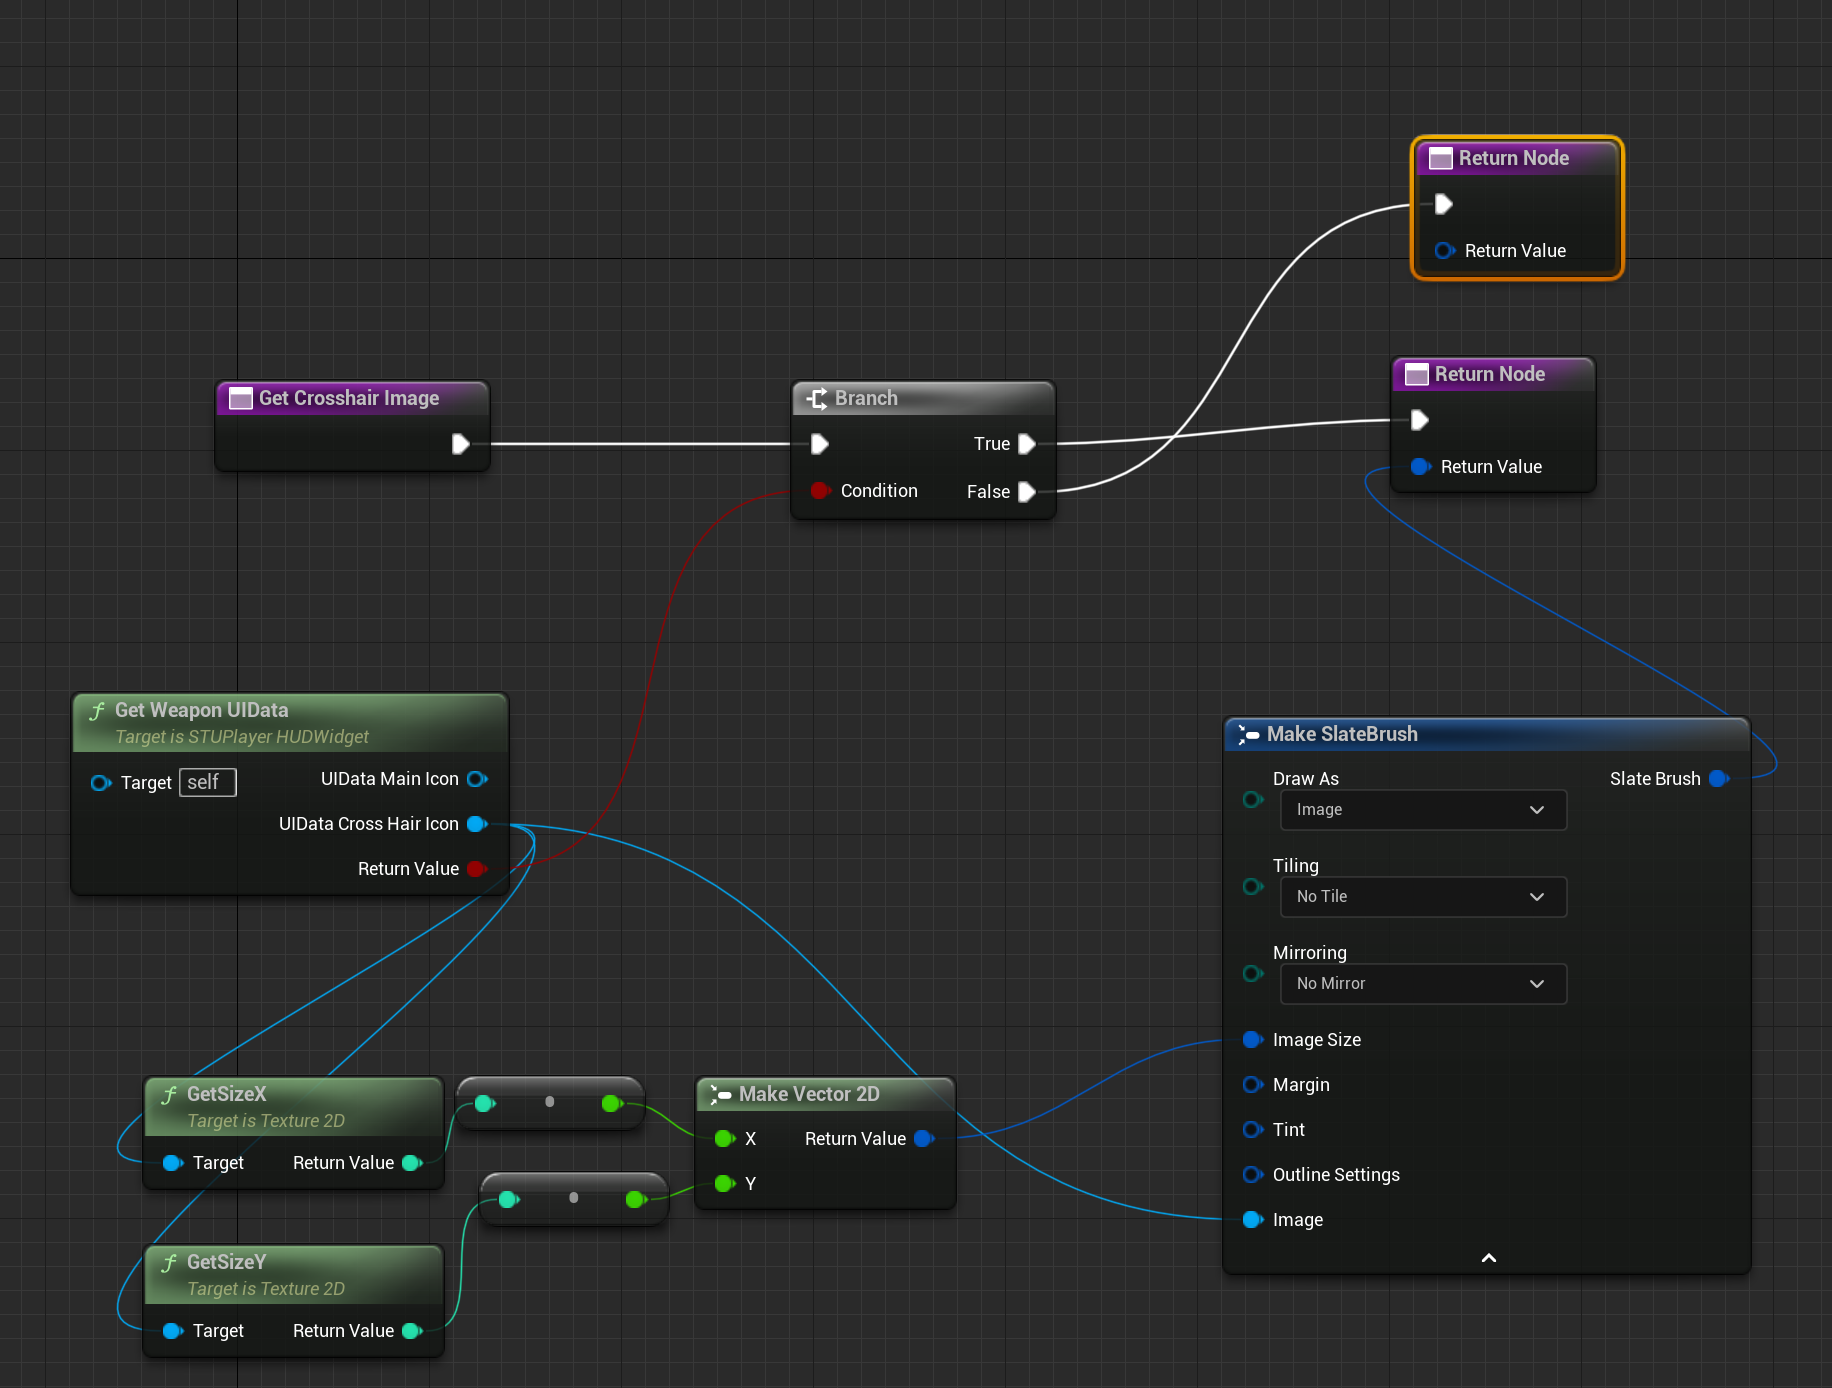 Return Node
Return Value
Get Crosshair Image
Branch
True
Condition
False
Return Node
Return Value
Get Weapon UIData
Target is STUPlayer HUDWidget
Target self
UIData Main Icon
UIData Cross Hair Icon
Return Value
Make SlateBrush
Draw As
Slate Brush
Image
Tiling
No Tile
Mirroring
No Mirror
Image Size
Margin
Tint
Outline Settings
Image
GetSizeX
Target is Texture 2D
Target Return Value
Make Vector 2D
X Return Value
Y
GetSizeY
Target is Texture 2D
Target Return Value